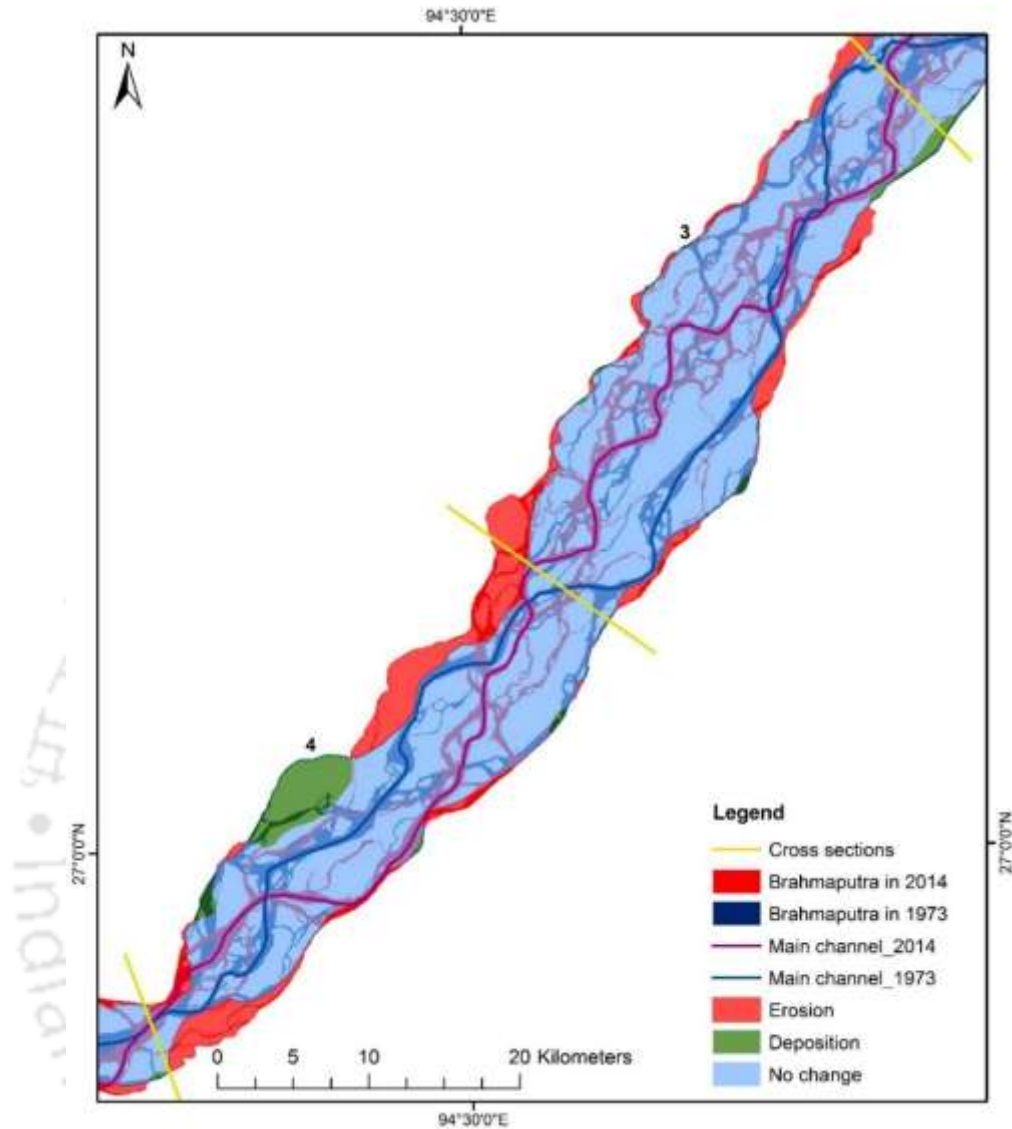 94°30'0"E
N
3
4
27°0'0"N
27°0'0"N
Legend
Cross sections
Brahmaputra in 2014
Brahmaputra in 1973
Main channel_2014
Main channel_1973
Erosion
Deposition
No change
0 5 10 20 Kilometers
94°30'0"E